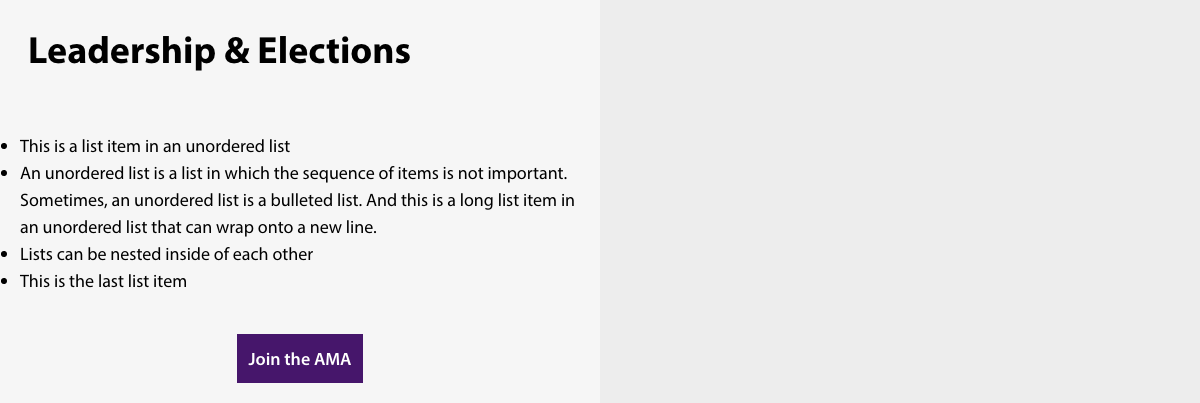 Leadership & Elections
This is a list item in an unordered list
An unordered list is a list in which the sequence of items is not important.
Sometimes, an unordered list is a bulleted list. And this is a long list item in
an unordered list that can wrap onto a new line.
Lists can be nested inside of each other
This is the last list item
Join the AMA